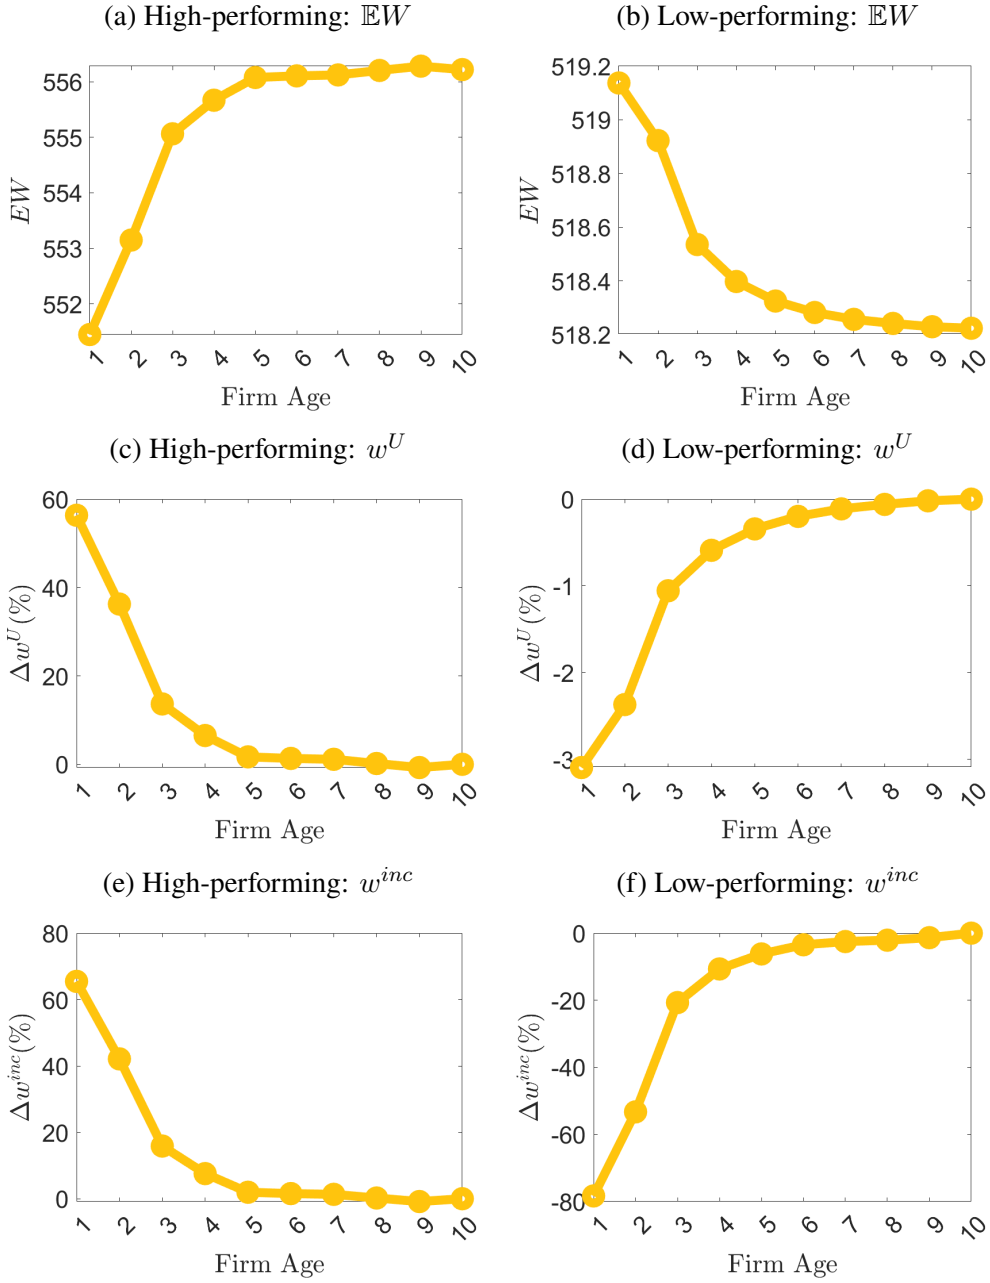 (a) High-performing: 𝔼W
556
555
554
553
552
EW
1 2 3 4 5 6 7 8 9 10
Firm Age
(b) Low-performing: 𝔼W
519.2
519
518.8
518.6
518.4
518.2
EW
1 2 3 4 5 6 7 8 9 10
Firm Age
(c) High-performing: w^U
60
40
20
0
Δw^U(%)
1 2 3 4 5 6 7 8 9 10
Firm Age
(d) Low-performing: w^U
0
-1
-2
-3
Δw^U(%)
1 2 3 4 5 6 7 8 9 10
Firm Age
(e) High-performing: w^{inc}
80
60
40
20
0
Δw^{inc}(%)
1 2 3 4 5 6 7 8 9 10
Firm Age
(f) Low-performing: w^{inc}
0
-20
-40
-60
-80
Δw^{inc}(%)
1 2 3 4 5 6 7 8 9 10
Firm Age